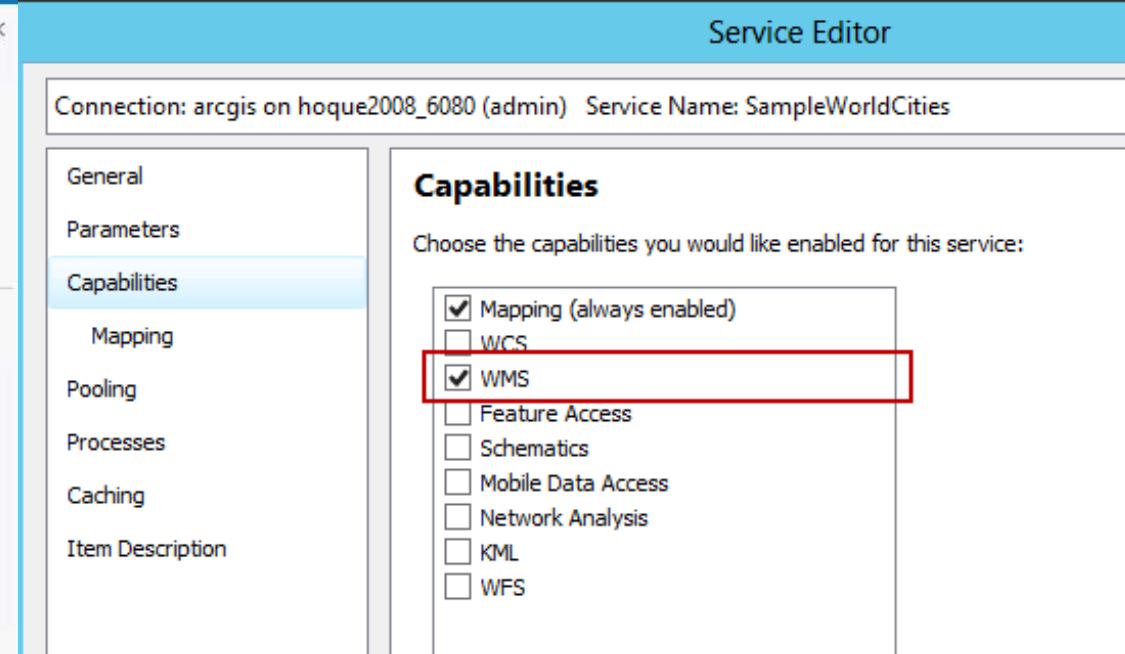 Service Editor
Connection: arcgis on hoque2008_6080 (admin) Service Name: SampleWorldCities
General
Parameters
Capabilities
Mapping
Pooling
Processes
Caching
Item Description
Capabilities
Choose the capabilities you would like enabled for this service:
Mapping (always enabled)
WCS
WMS
Feature Access
Schematics
Mobile Data Access
Network Analysis
KML
WFS